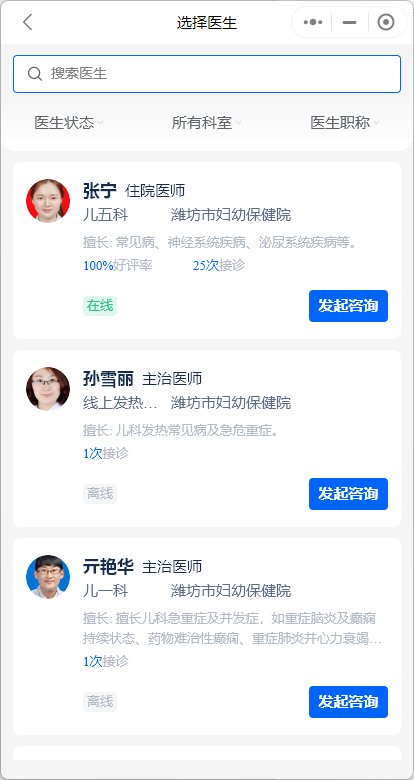 选择医生
搜索医生
医生状态 所有科室 医生职称
张宁 住院医师
儿五科 潍坊市妇幼保健院
擅长: 常见病、神经系统疾病、泌尿系统疾病等。
100%好评率 25次接诊
在线 发起咨询
孙雪丽 主治医师
线上发热... 潍坊市妇幼保健院
擅长: 儿科发热常见病及急危重症。
1次接诊
离线 发起咨询
亓艳华 主治医师
儿一科 潍坊市妇幼保健院
擅长: 擅长儿科急重症及并发症，如重症脑炎及癫痫
持续状态、药物难治性癫痫、重症肺炎并心力衰竭...
1次接诊
离线 发起咨询